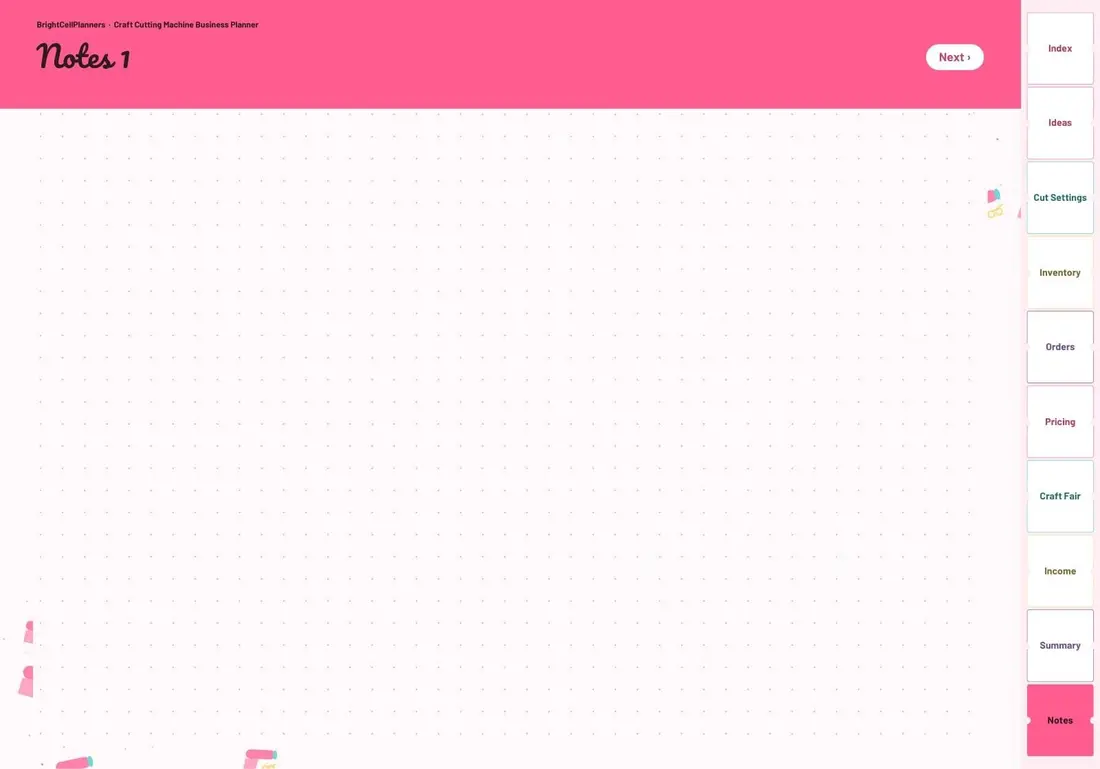 BrightCellPlanners · Craft Cutting Machine Business Planner
Notes 1
Next ›
Index
Ideas
Cut Settings
Inventory
Orders
Pricing
Craft Fair
Income
Summary
Notes